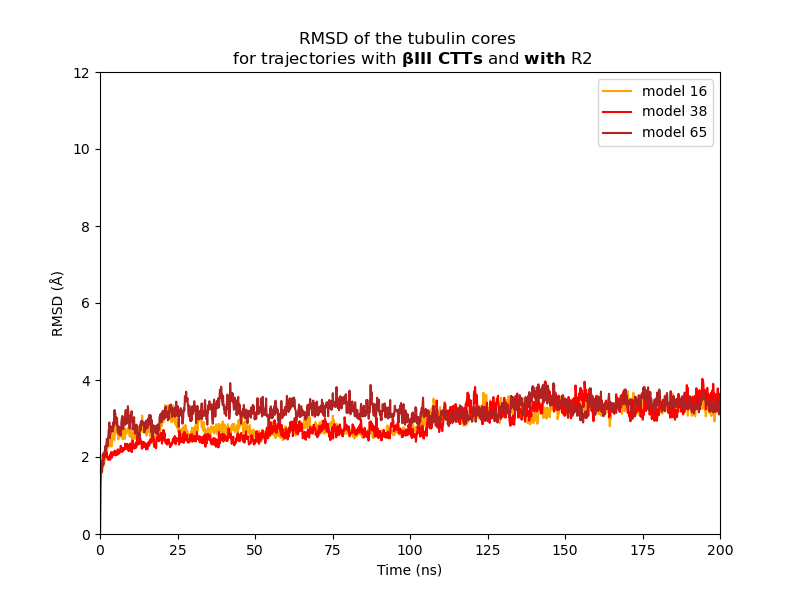 RMSD of the tubulin cores
for trajectories with βIII CTTs and with R2
model 16
model 38
model 65
12
10
8
6
4
2
0
RMSD (Å)
0 25 50 75 100 125 150 175 200
Time (ns)